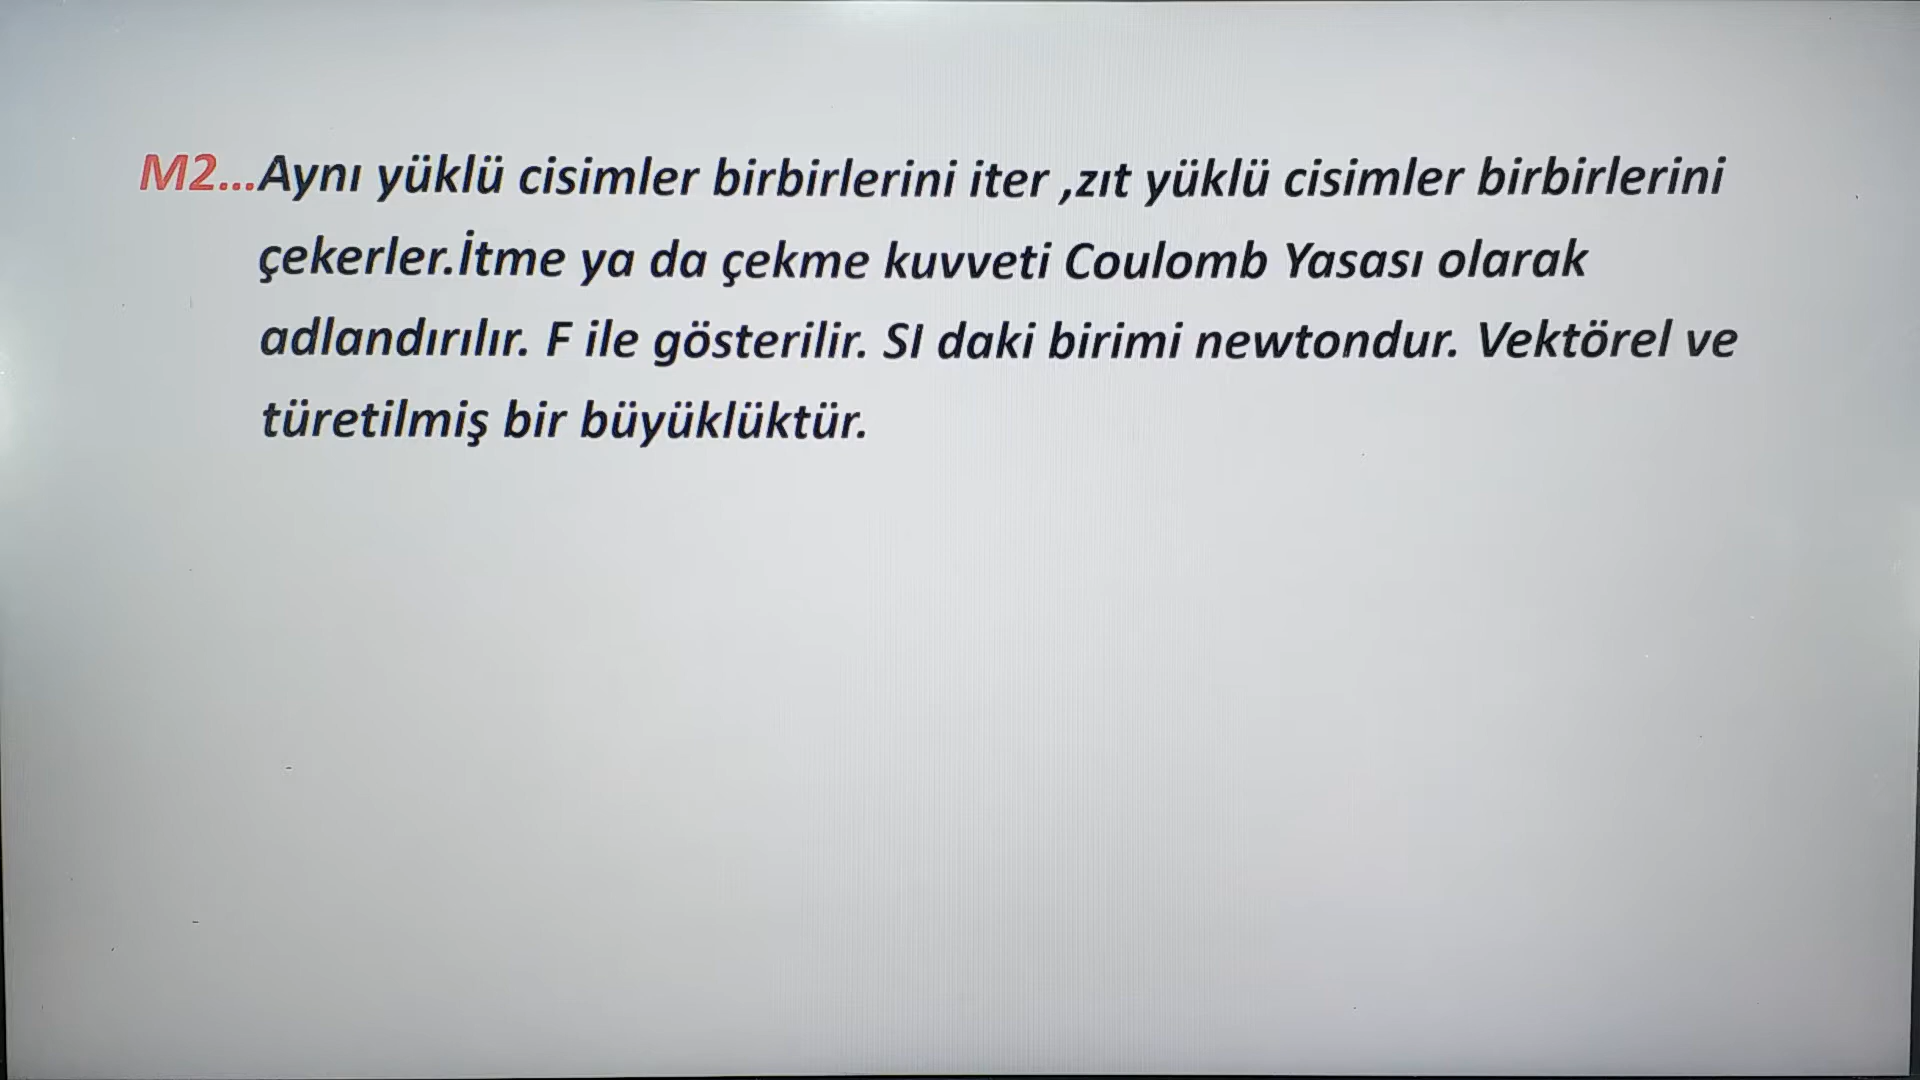 M2...Aynı yüklü cisimler birbirlerini iter ,zıt yüklü cisimler birbirlerini
çekerler.İtme ya da çekme kuvveti Coulomb Yasası olarak
adlandırılır. F ile gösterilir. SI daki birimi newtondur. Vektörel ve
türetilmiş bir büyüklüktür.